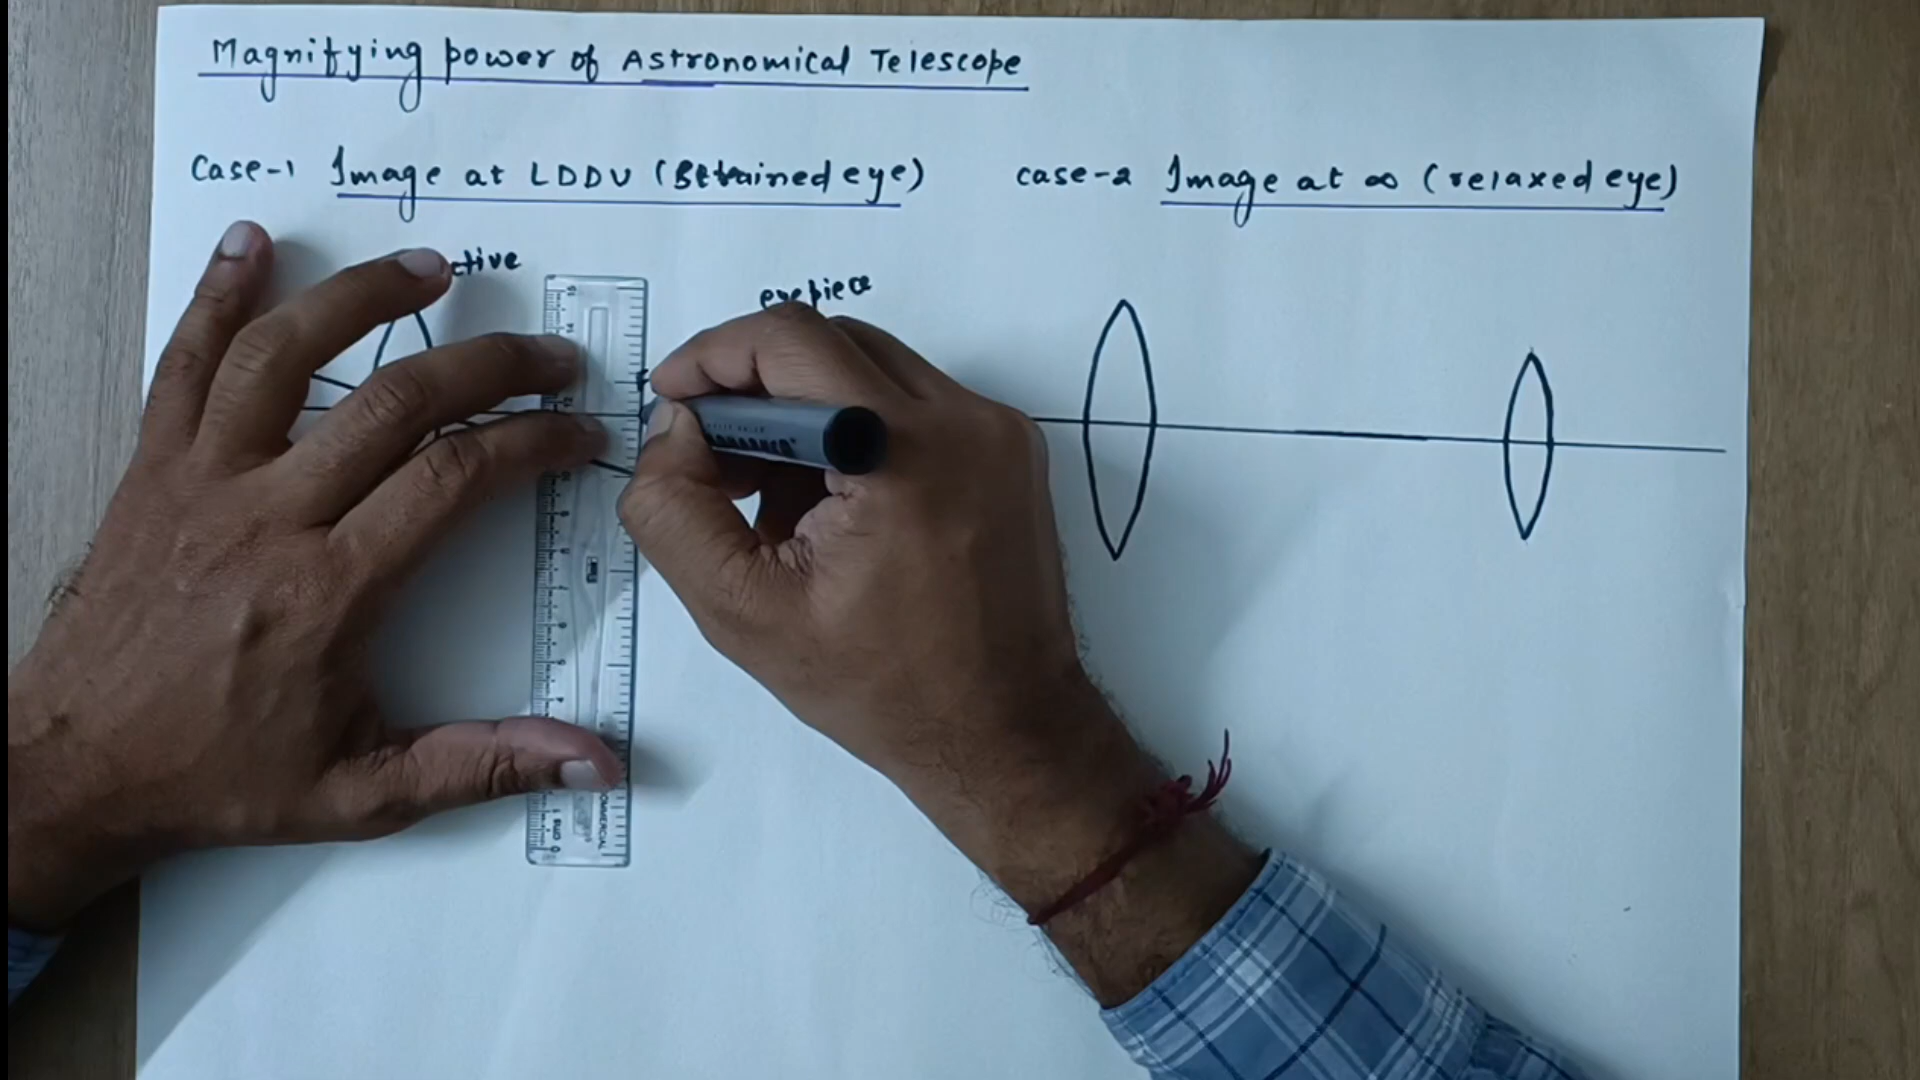 Magnifying power of Astronomical Telescope
Case-1 Image at LDDV (Strained eye)
case-2 Image at ∞ (relaxed eye)
ctive
eyepiece